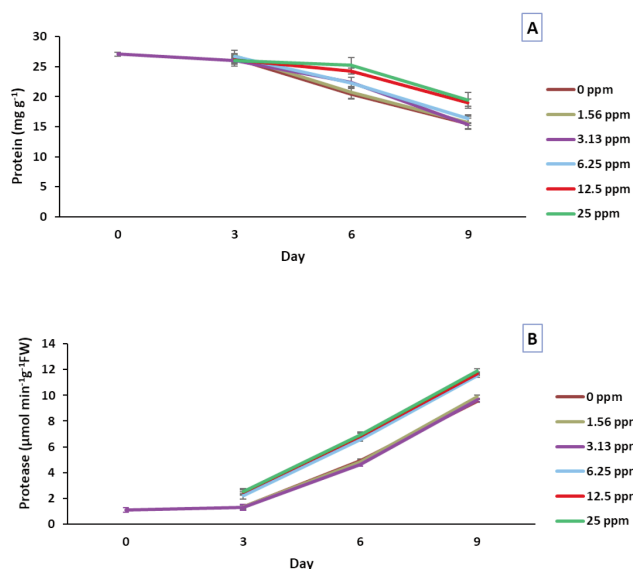 A
30
25
20
15
10
5
0
Protein (mg g⁻¹)
0 3 6 9
Day
0 ppm
1.56 ppm
3.13 ppm
6.25 ppm
12.5 ppm
25 ppm
B
14
12
10
8
6
4
2
0
Protease (µmol min⁻¹g⁻¹FW)
0 3 6 9
Day
0 ppm
1.56 ppm
3.13 ppm
6.25 ppm
12.5 ppm
25 ppm